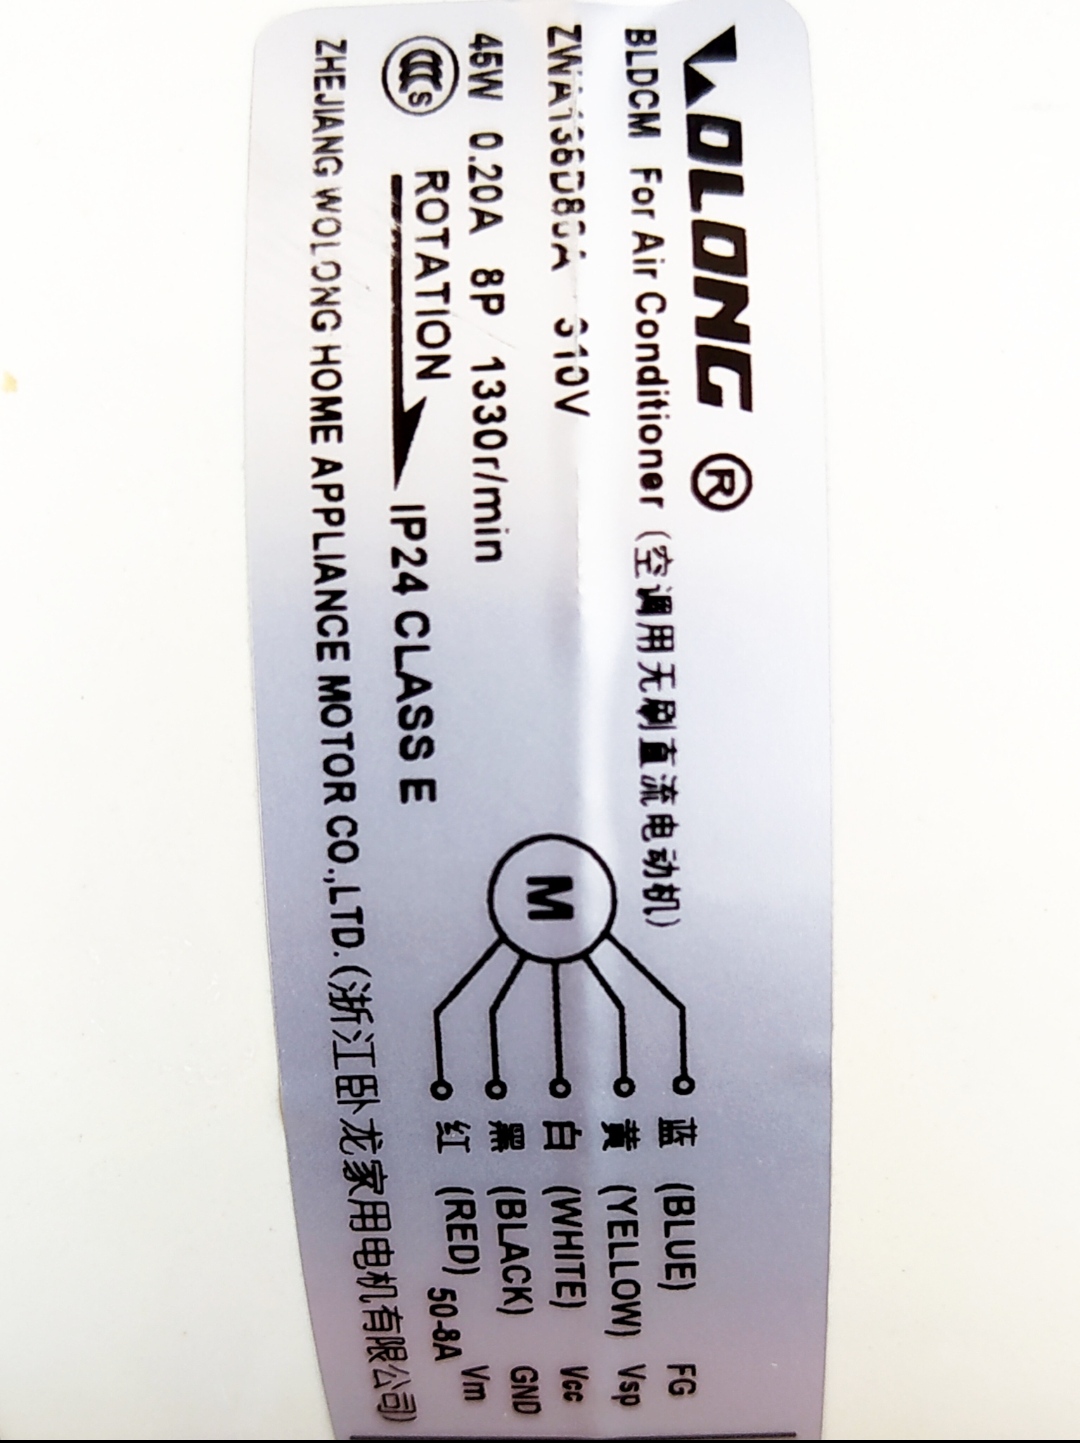 WOLONG ®
BLDCM For Air Conditioner (空调用无刷直流电动机)
310V
45W 0.20A 8P 1330r/min
CCC S
ROTATION
IP24 CLASS E
ZHEJIANG WOLONG HOME APPLIANCE MOTOR CO.,LTD. (浙江卧龙家用电机有限公司)
M
蓝 (BLUE) FG
黄 (YELLOW) Vsp
白 (WHITE) Vcc
黑 (BLACK) GND
红 (RED) Vm
50-8A